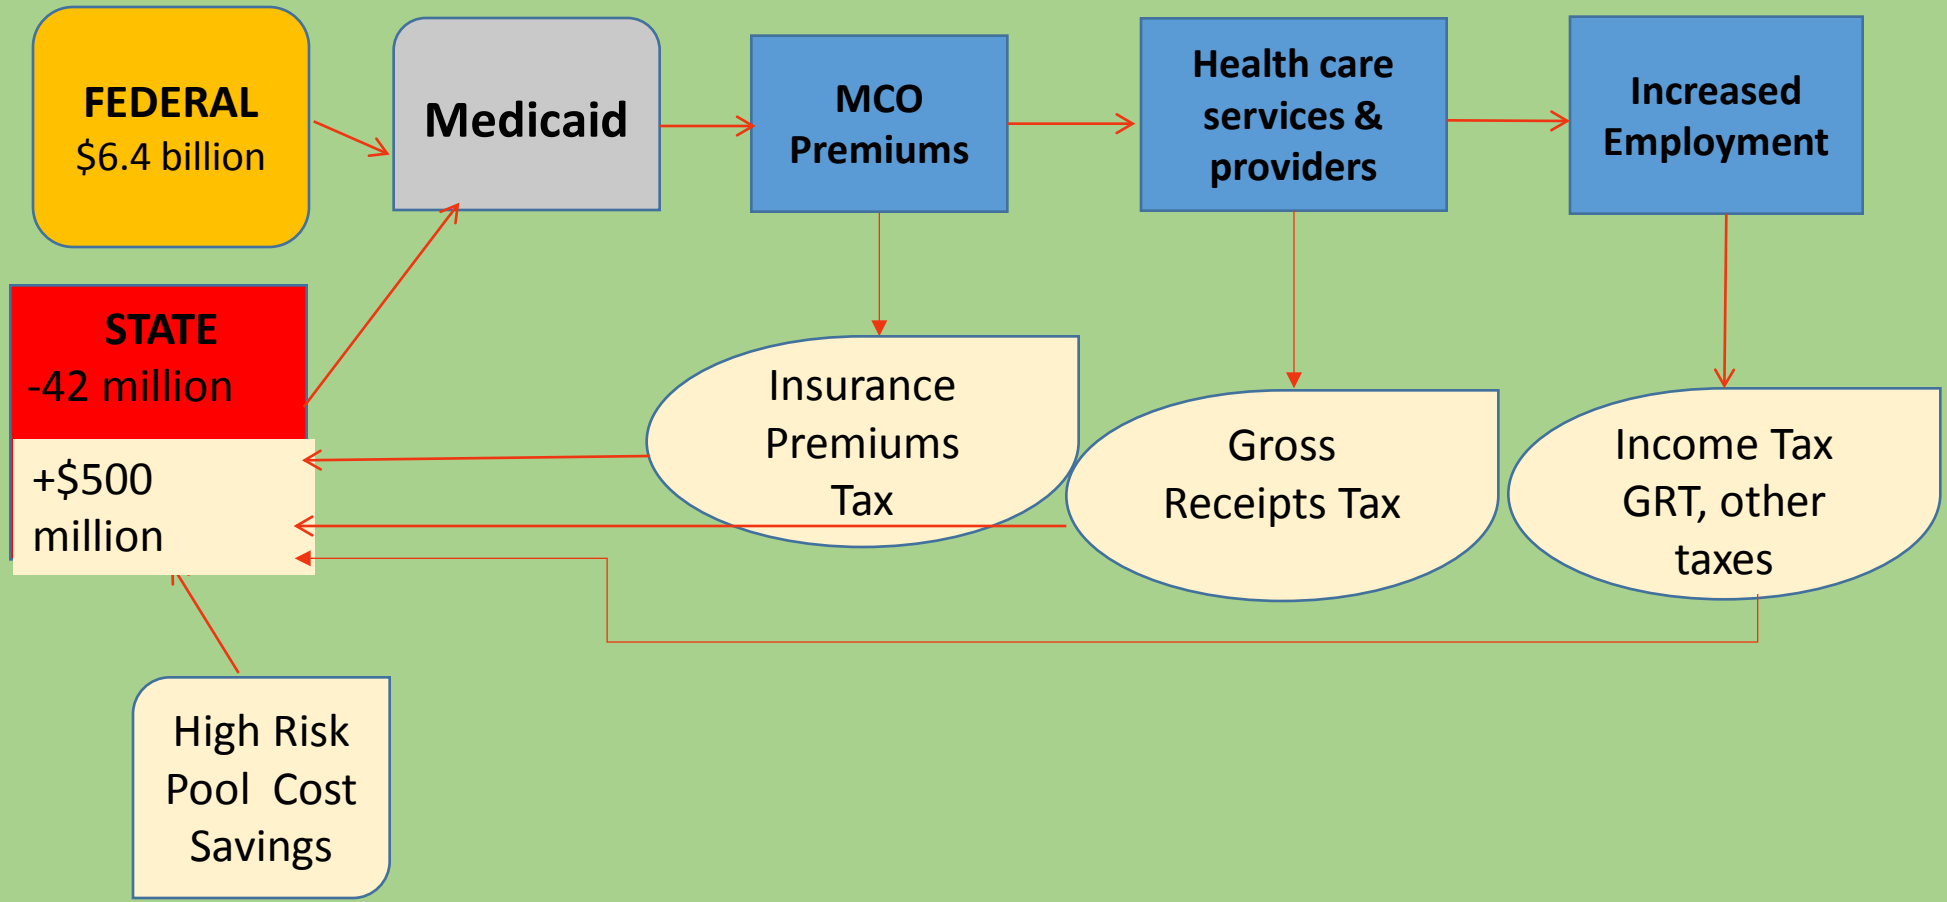 FEDERAL
$6.4 billion
Medicaid
MCO
Premiums
Health care
services &
providers
Increased
Employment
STATE
-42 million
+$500
million
Insurance
Premiums
Tax
Gross
Receipts Tax
Income Tax
GRT, other
taxes
High Risk
Pool  Cost
Savings